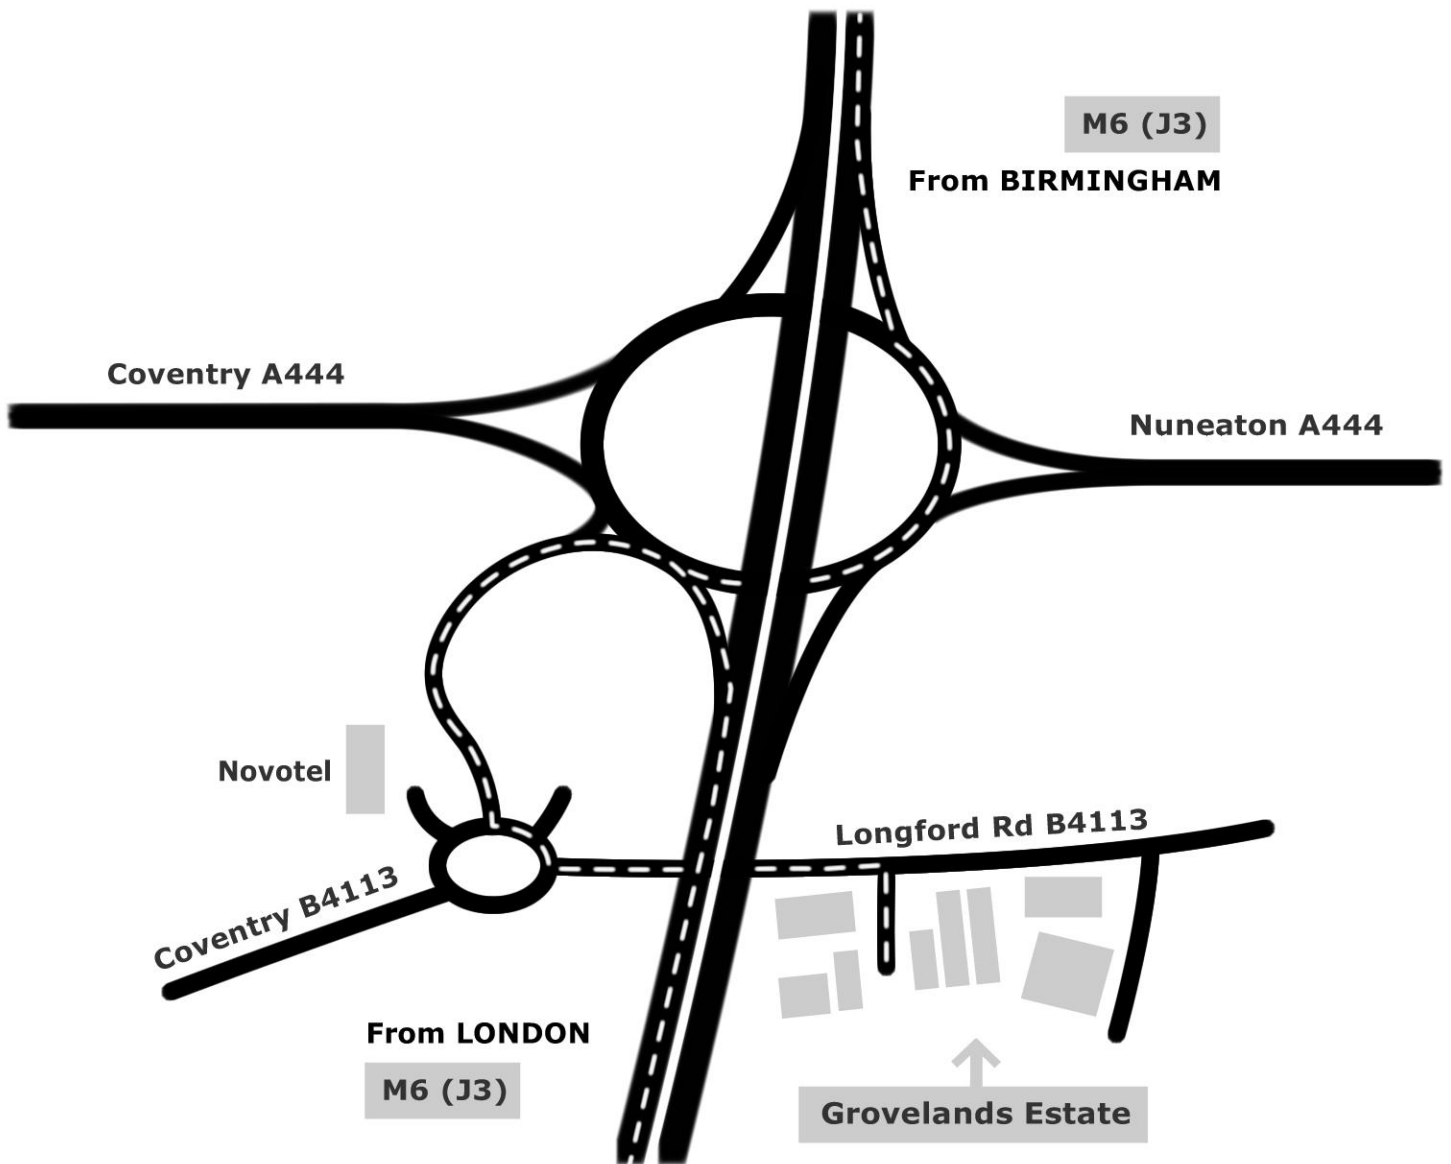 M6 (J3)
From BIRMINGHAM
Coventry A444
Nuneaton A444
Novotel
Longford Rd B4113
Coventry B4113
From LONDON
M6 (J3)
Grovelands Estate